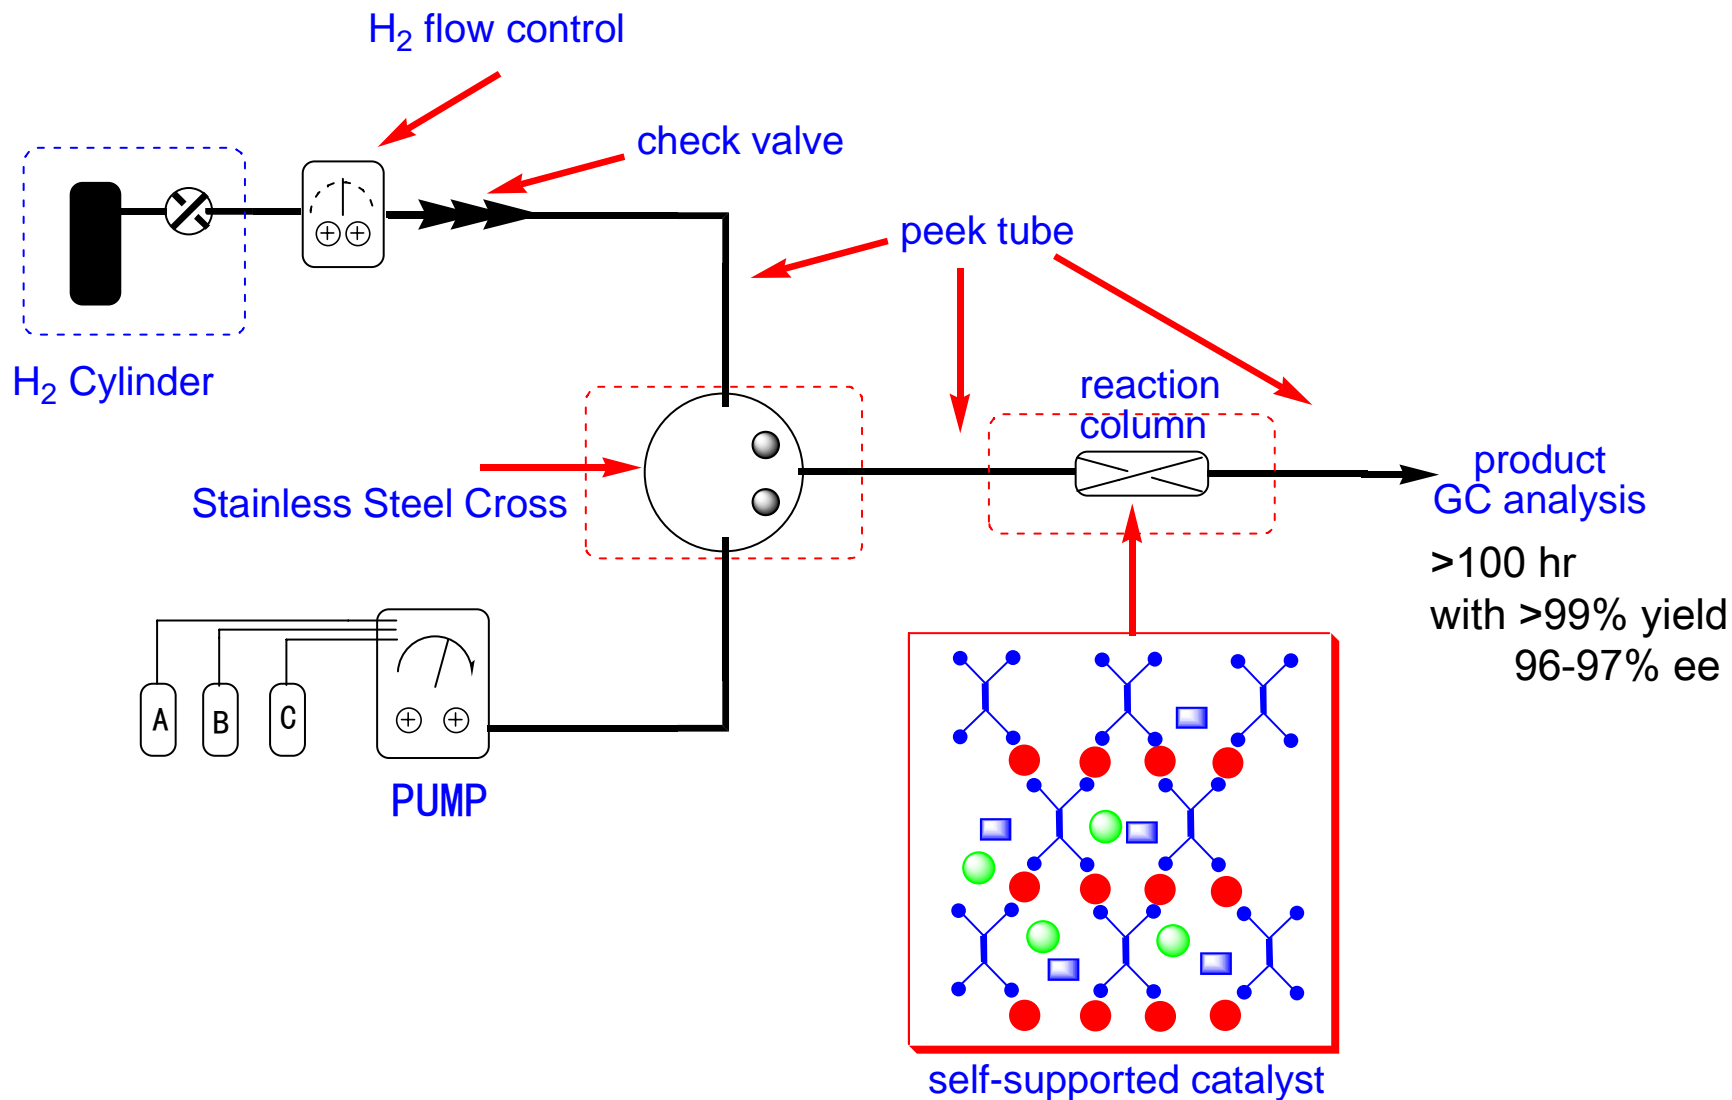 H₂ flow control
check valve
peek tube
H₂ Cylinder
reaction
column
Stainless Steel Cross
product
GC analysis
>100 hr
with >99% yield
96-97% ee
A
B
C
PUMP
self-supported catalyst